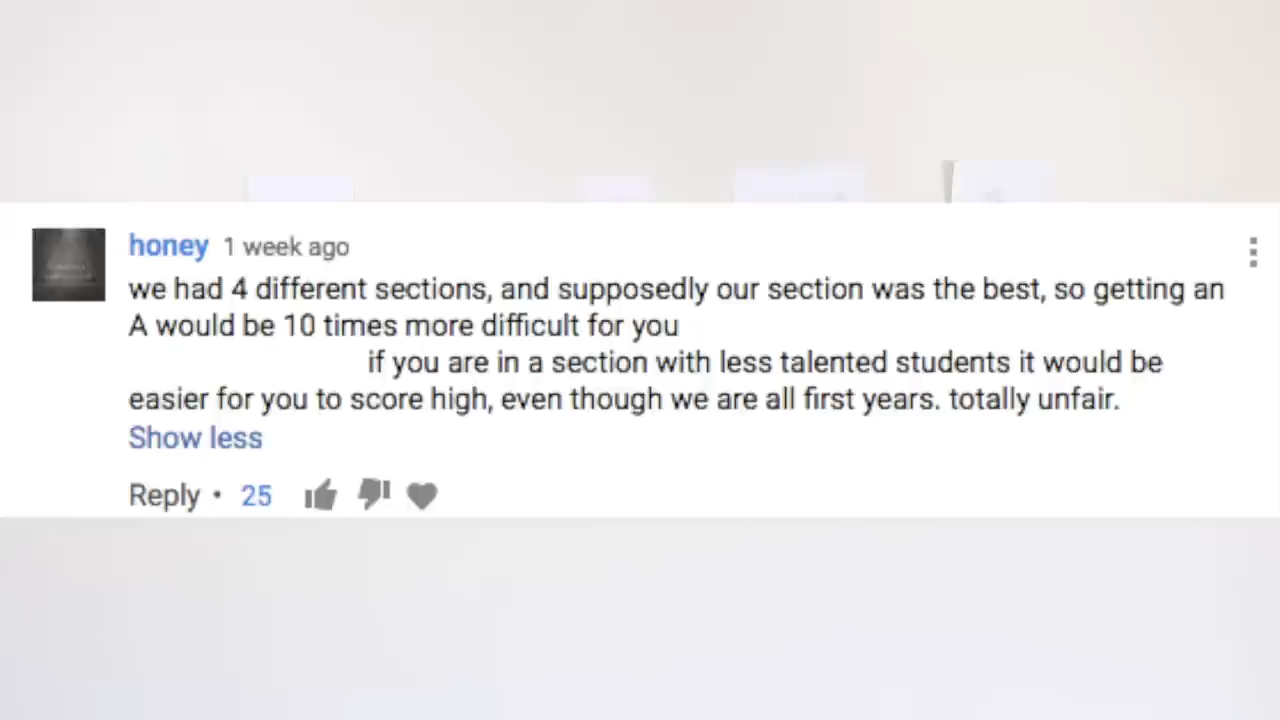 honey 1 week ago
we had 4 different sections, and supposedly our section was the best, so getting an
A would be 10 times more difficult for you
if you are in a section with less talented students it would be
easier for you to score high, even though we are all first years. totally unfair.
Show less
Reply • 25